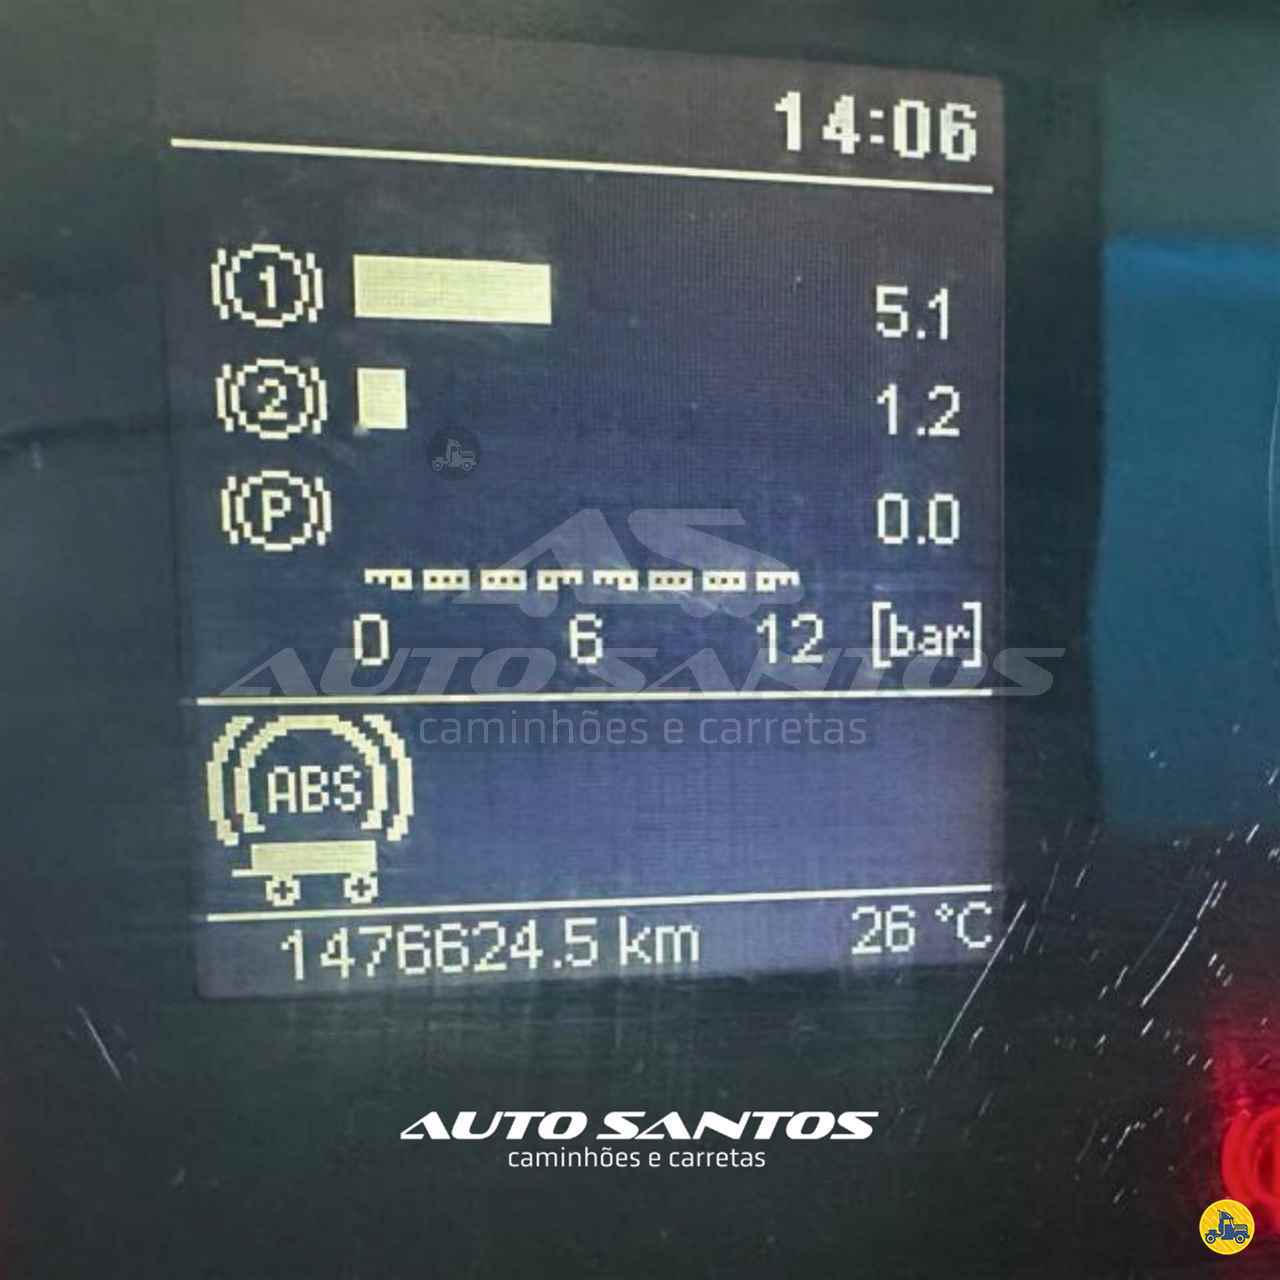 14:06
1 5.1
2 1.2
P 0.0
0 6 12 [bar]
AS
AUTO SANTOS
caminhões e carretas
ABS
1476624.5 km 26 °C
AUTO SANTOS
caminhões e carretas